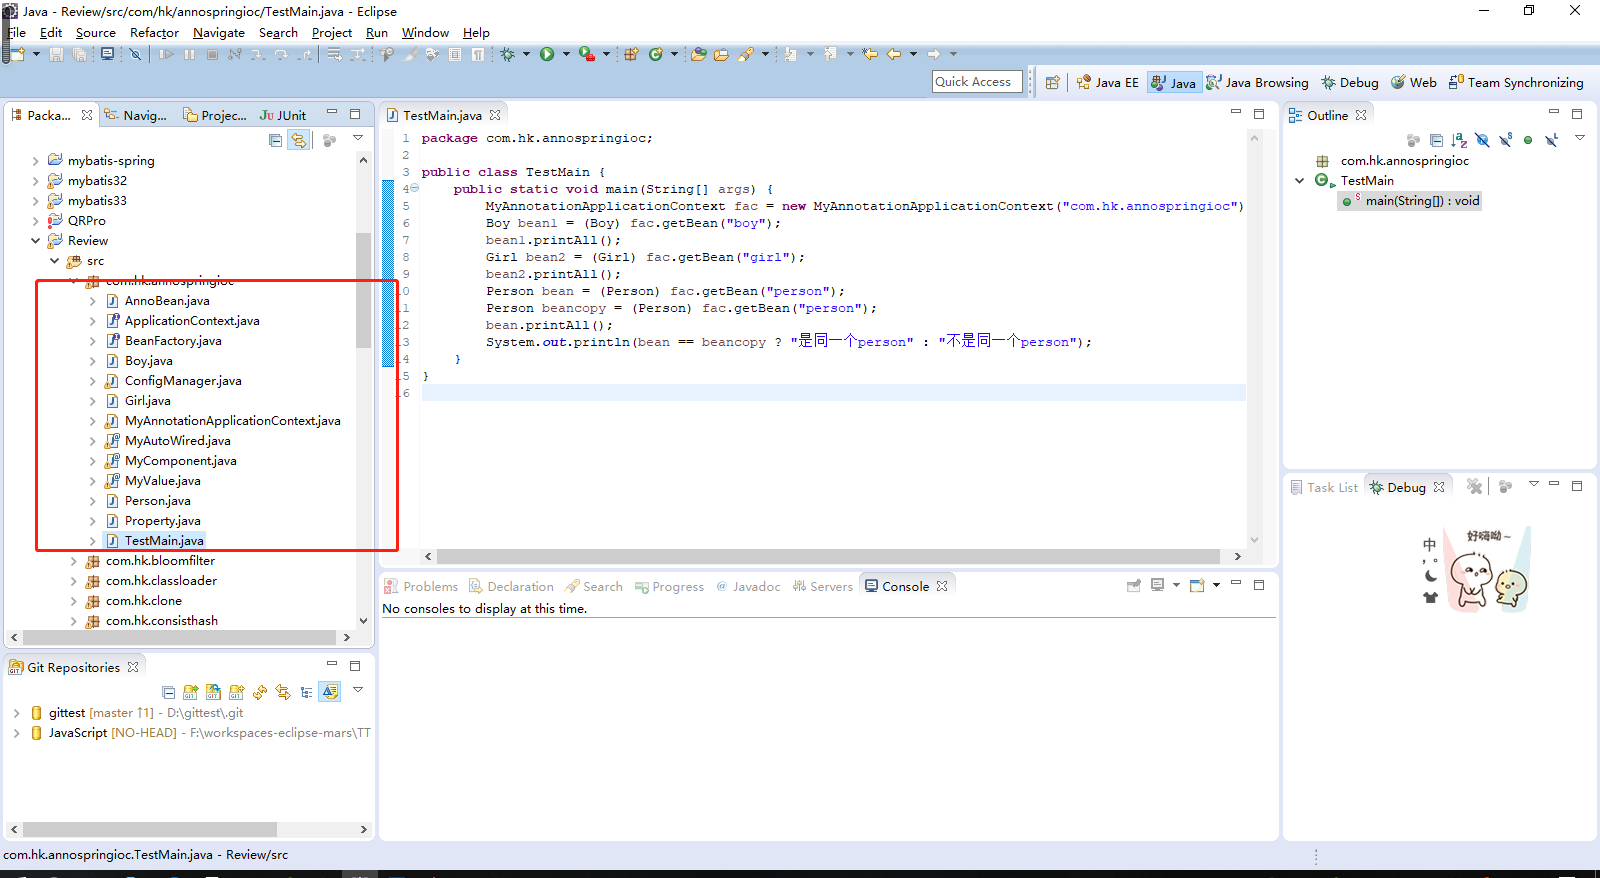 Java - Review/src/com/hk/annospringioc/TestMain.java - Eclipse
File Edit Source Refactor Navigate Search Project Run Window Help
Quick Access
Java EE Java Java Browsing Debug Web Team Synchronizing
Packa... Navig... Projec... JUnit
mybatis-spring
mybatis32
mybatis33
QRPro
Review
src
com.hk.annospringioc
AnnoBean.java
ApplicationContext.java
BeanFactory.java
Boy.java
ConfigManager.java
Girl.java
MyAnnotationApplicationContext.java
MyAutoWired.java
MyComponent.java
MyValue.java
Person.java
Property.java
TestMain.java
com.hk.bloomfilter
com.hk.classloader
com.hk.clone
com.hk.consisthash
Git Repositories
gittest [master ↑1] - D:\gittest\.git
JavaScript [NO-HEAD] - F:\workspaces-eclipse-mars\TT
TestMain.java
1 package com.hk.annospringioc;
2
3 public class TestMain {
4 public static void main(String[] args) {
5 MyAnnotationApplicationContext fac = new MyAnnotationApplicationContext("com.hk.annospringioc")
6 Boy bean1 = (Boy) fac.getBean("boy");
7 bean1.printAll();
8 Girl bean2 = (Girl) fac.getBean("girl");
9 bean2.printAll();
10 Person bean = (Person) fac.getBean("person");
11 Person beancopy = (Person) fac.getBean("person");
12 bean.printAll();
13 System.out.println(bean == beancopy ? "是同一个person" : "不是同一个person");
14 }
15 }
16
Problems Declaration Search Progress Javadoc Servers Console
No consoles to display at this time.
Outline
com.hk.annospringioc
TestMain
main(String[]) : void
Task List Debug
好嗨呦~
中
com.hk.annospringioc.TestMain.java - Review/src